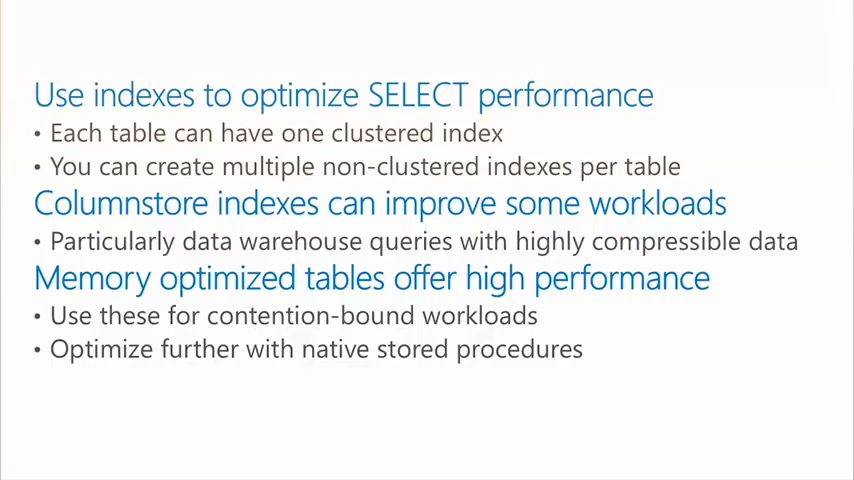 Use indexes to optimize SELECT performance
• Each table can have one clustered index
• You can create multiple non-clustered indexes per table
Columnstore indexes can improve some workloads
• Particularly data warehouse queries with highly compressible data
Memory optimized tables offer high performance
• Use these for contention-bound workloads
• Optimize further with native stored procedures